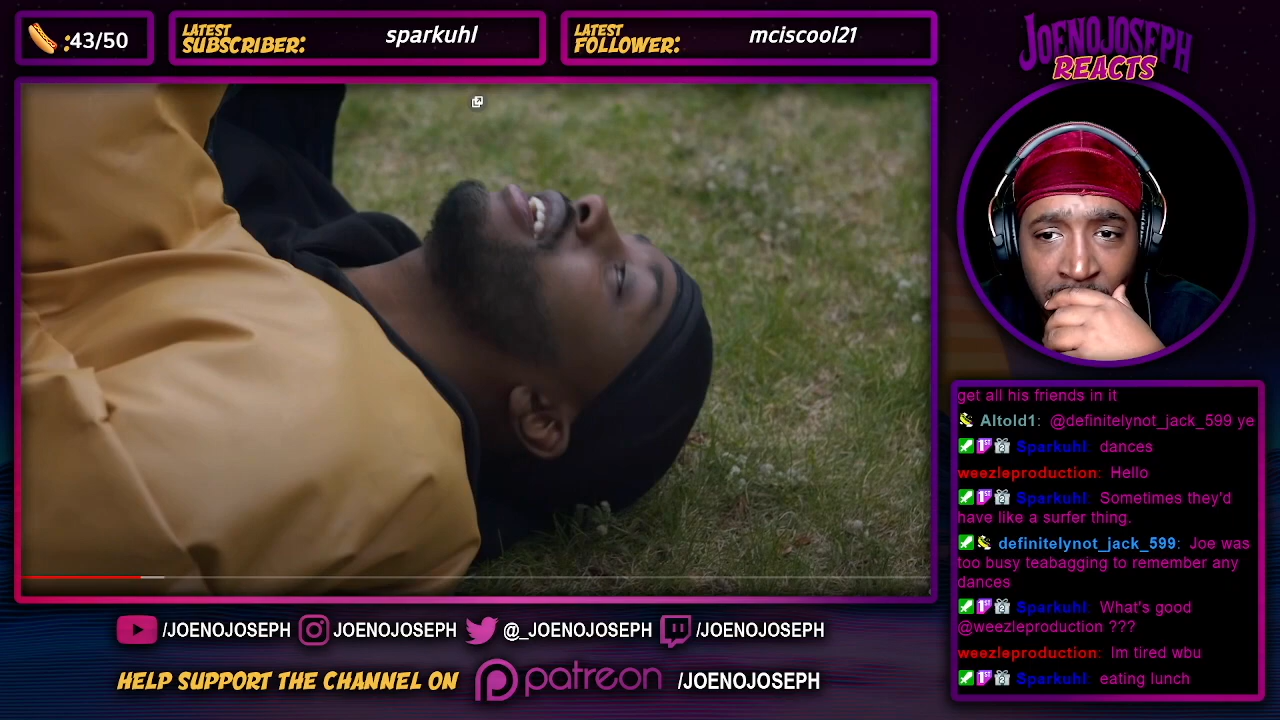 :43/50
LATEST SUBSCRIBER:
sparkuhl
LATEST FOLLOWER:
mciscool21
JOENOJOSEPH
REACTS
get all his friends in it
Altold1: @definitelynot_jack_599 ye
Sparkuhl: dances
weezleproduction: Hello
Sparkuhl: Sometimes they'd
have like a surfer thing.
definitelynot_jack_599: Joe was
too busy teabagging to remember any
dances
Sparkuhl: What's good
@weezleproduction ???
weezleproduction: Im tired wbu
Sparkuhl: eating lunch
/JOENOJOSEPH JOENOJOSEPH @_JOENOJOSEPH /JOENOJOSEPH
HELP SUPPORT THE CHANNEL ON patreon /JOENOJOSEPH